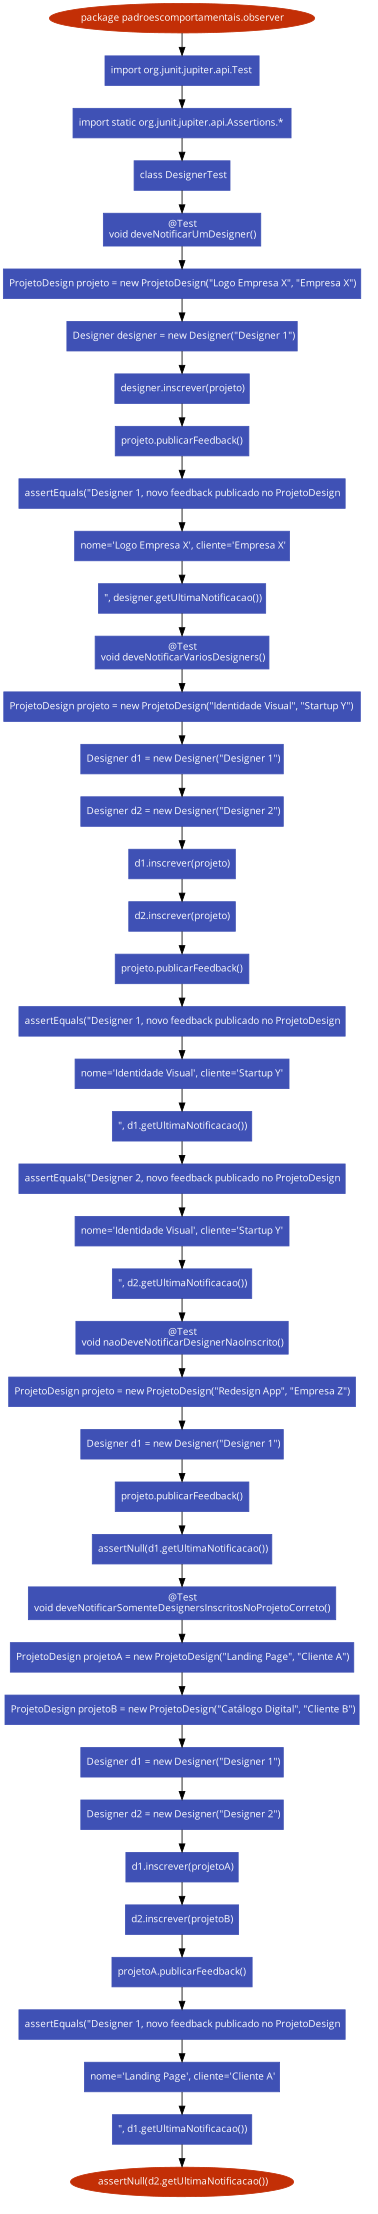 package padroescomportamentais.observer
import org.junit.jupiter.api.Test
import static org.junit.jupiter.api.Assertions.*
class DesignerTest
@Test
void deveNotificarUmDesigner()
ProjetoDesign projeto = new ProjetoDesign("Logo Empresa X", "Empresa X")
Designer designer = new Designer("Designer 1")
designer.inscrever(projeto)
projeto.publicarFeedback()
assertEquals("Designer 1, novo feedback publicado no ProjetoDesign
nome='Logo Empresa X', cliente='Empresa X'
", designer.getUltimaNotificacao())
@Test
void deveNotificarVariosDesigners()
ProjetoDesign projeto = new ProjetoDesign("Identidade Visual", "Startup Y")
Designer d1 = new Designer("Designer 1")
Designer d2 = new Designer("Designer 2")
d1.inscrever(projeto)
d2.inscrever(projeto)
projeto.publicarFeedback()
assertEquals("Designer 1, novo feedback publicado no ProjetoDesign
nome='Identidade Visual', cliente='Startup Y'
", d1.getUltimaNotificacao())
assertEquals("Designer 2, novo feedback publicado no ProjetoDesign
nome='Identidade Visual', cliente='Startup Y'
", d2.getUltimaNotificacao())
@Test
void naoDeveNotificarDesignerNaoInscrito()
ProjetoDesign projeto = new ProjetoDesign("Redesign App", "Empresa Z")
Designer d1 = new Designer("Designer 1")
projeto.publicarFeedback()
assertNull(d1.getUltimaNotificacao())
@Test
void deveNotificarSomenteDesignersInscritosNoProjetoCorreto()
ProjetoDesign projetoA = new ProjetoDesign("Landing Page", "Cliente A")
ProjetoDesign projetoB = new ProjetoDesign("Catálogo Digital", "Cliente B")
Designer d1 = new Designer("Designer 1")
Designer d2 = new Designer("Designer 2")
d1.inscrever(projetoA)
d2.inscrever(projetoB)
projetoA.publicarFeedback()
assertEquals("Designer 1, novo feedback publicado no ProjetoDesign
nome='Landing Page', cliente='Cliente A'
", d1.getUltimaNotificacao())
assertNull(d2.getUltimaNotificacao())